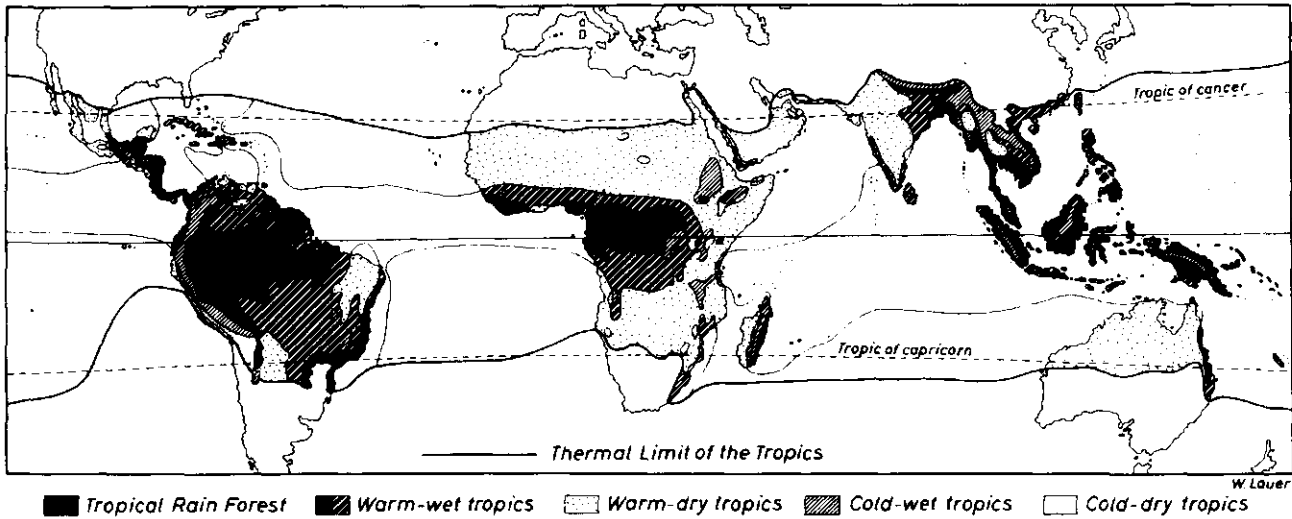 Tropic of cancer
Tropic of capricorn
Thermal Limit of the Tropics
W. Lauer
Tropical Rain Forest Warm-wet tropics Warm-dry tropics Cold-wet tropics Cold-dry tropics